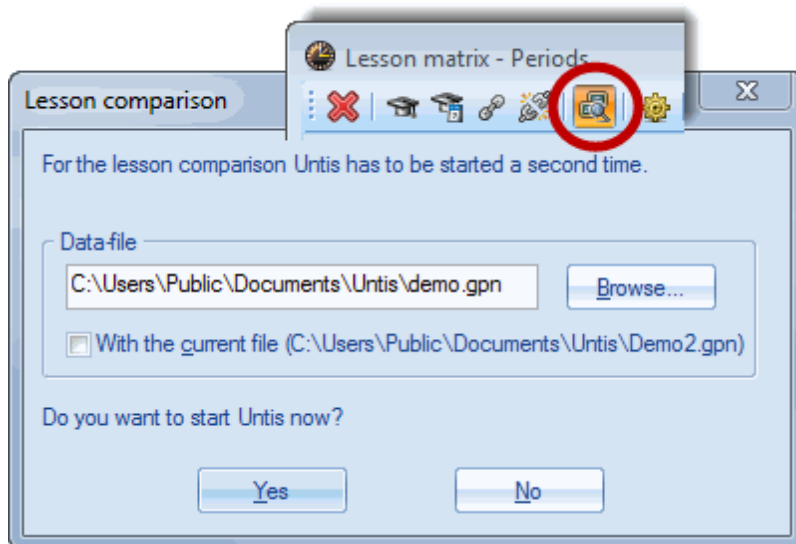 Lesson matrix - Periods
Lesson comparison
For the lesson comparison Untis has to be started a second time.
Data-file
C:\Users\Public\Documents\Untis\demo.gpn
Browse...
With the current file (C:\Users\Public\Documents\Untis\Demo2.gpn)
Do you want to start Untis now?
Yes
No